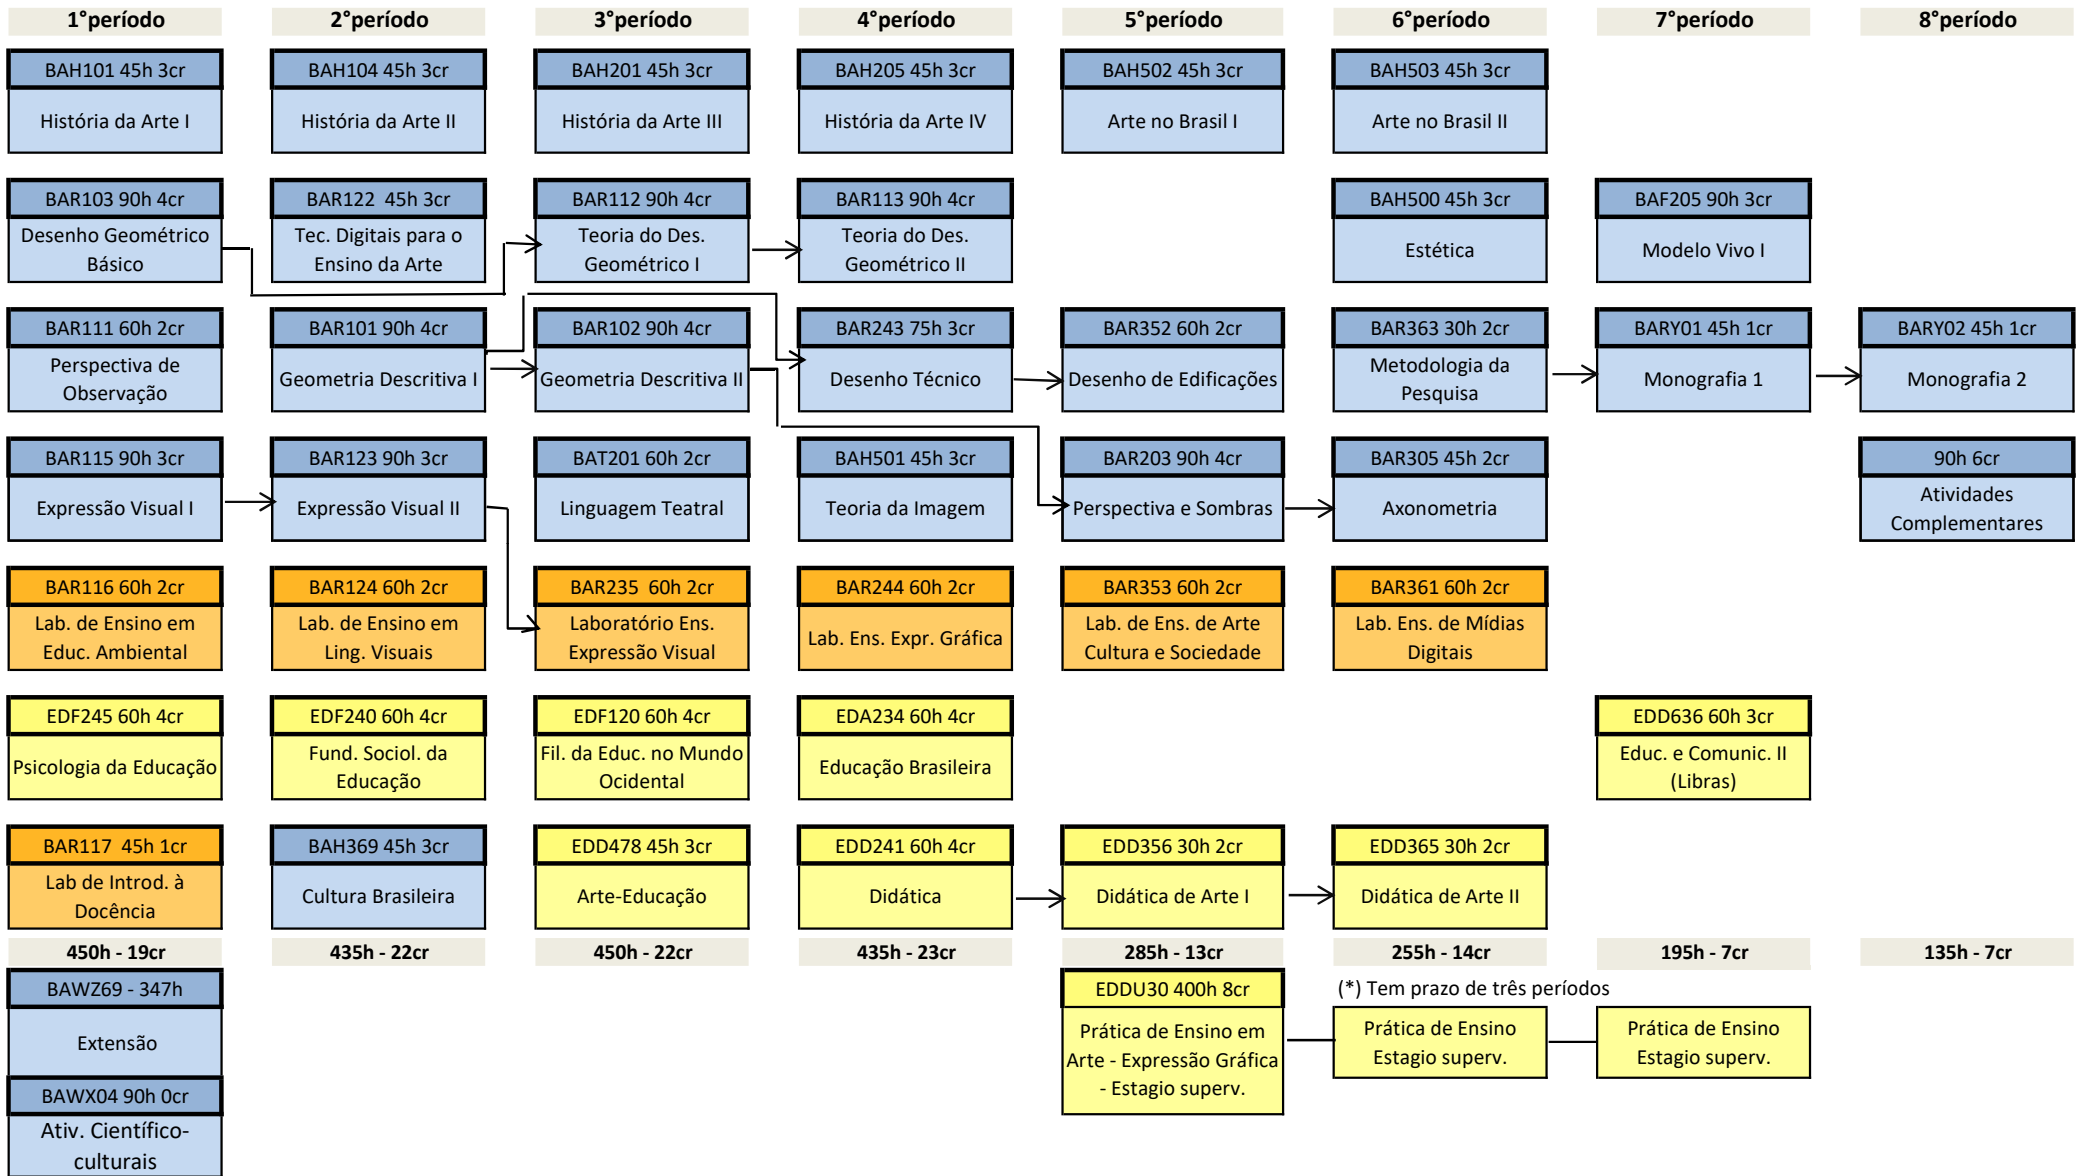 1°período
2°período
3°período
4°período
5°período
6°período
7°período
8°período
BAH101 45h 3cr
História da Arte I
BAH104 45h 3cr
História da Arte II
BAH201 45h 3cr
História da Arte III
BAH205 45h 3cr
História da Arte IV
BAH502 45h 3cr
Arte no Brasil I
BAH503 45h 3cr
Arte no Brasil II
BAR103 90h 4cr
Desenho Geométrico
Básico
BAR122 45h 3cr
Tec. Digitais para o
Ensino da Arte
BAR112 90h 4cr
Teoria do Des.
Geométrico I
BAR113 90h 4cr
Teoria do Des.
Geométrico II
BAH500 45h 3cr
Estética
BAF205 90h 3cr
Modelo Vivo I
BAR111 60h 2cr
Perspectiva de
Observação
BAR101 90h 4cr
Geometria Descritiva I
BAR102 90h 4cr
Geometria Descritiva II
BAR243 75h 3cr
Desenho Técnico
BAR352 60h 2cr
Desenho de Edificações
BAR363 30h 2cr
Metodologia da
Pesquisa
BARY01 45h 1cr
Monografia 1
BARY02 45h 1cr
Monografia 2
BAR115 90h 3cr
Expressão Visual I
BAR123 90h 3cr
Expressão Visual II
BAT201 60h 2cr
Linguagem Teatral
BAH501 45h 3cr
Teoria da Imagem
BAR203 90h 4cr
Perspectiva e Sombras
BAR305 45h 2cr
Axonometria
90h 6cr
Atividades
Complementares
BAR116 60h 2cr
Lab. de Ensino em
Educ. Ambiental
BAR124 60h 2cr
Lab. de Ensino em
Ling. Visuais
BAR235 60h 2cr
Laboratório Ens.
Expressão Visual
BAR244 60h 2cr
Lab. Ens. Expr. Gráfica
BAR353 60h 2cr
Lab. de Ens. de Arte
Cultura e Sociedade
BAR361 60h 2cr
Lab. Ens. de Mídias
Digitais
EDF245 60h 4cr
Psicologia da Educação
EDF240 60h 4cr
Fund. Sociol. da
Educação
EDF120 60h 4cr
Fil. da Educ. no Mundo
Ocidental
EDA234 60h 4cr
Educação Brasileira
EDD636 60h 3cr
Educ. e Comunic. II
(Libras)
BAR117 45h 1cr
Lab de Introd. à
Docência
BAH369 45h 3cr
Cultura Brasileira
EDD478 45h 3cr
Arte-Educação
EDD241 60h 4cr
Didática
EDD356 30h 2cr
Didática de Arte I
EDD365 30h 2cr
Didática de Arte II
450h - 19cr
435h - 22cr
450h - 22cr
435h - 23cr
285h - 13cr
255h - 14cr
195h - 7cr
135h - 7cr
BAWZ69 - 347h
Extensão
EDDU30 400h 8cr
Prática de Ensino em
Arte - Expressão Gráfica
- Estagio superv.
(*) Tem prazo de três períodos
Prática de Ensino
Estagio superv.
Prática de Ensino
Estagio superv.
BAWX04 90h 0cr
Ativ. Científico-
culturais